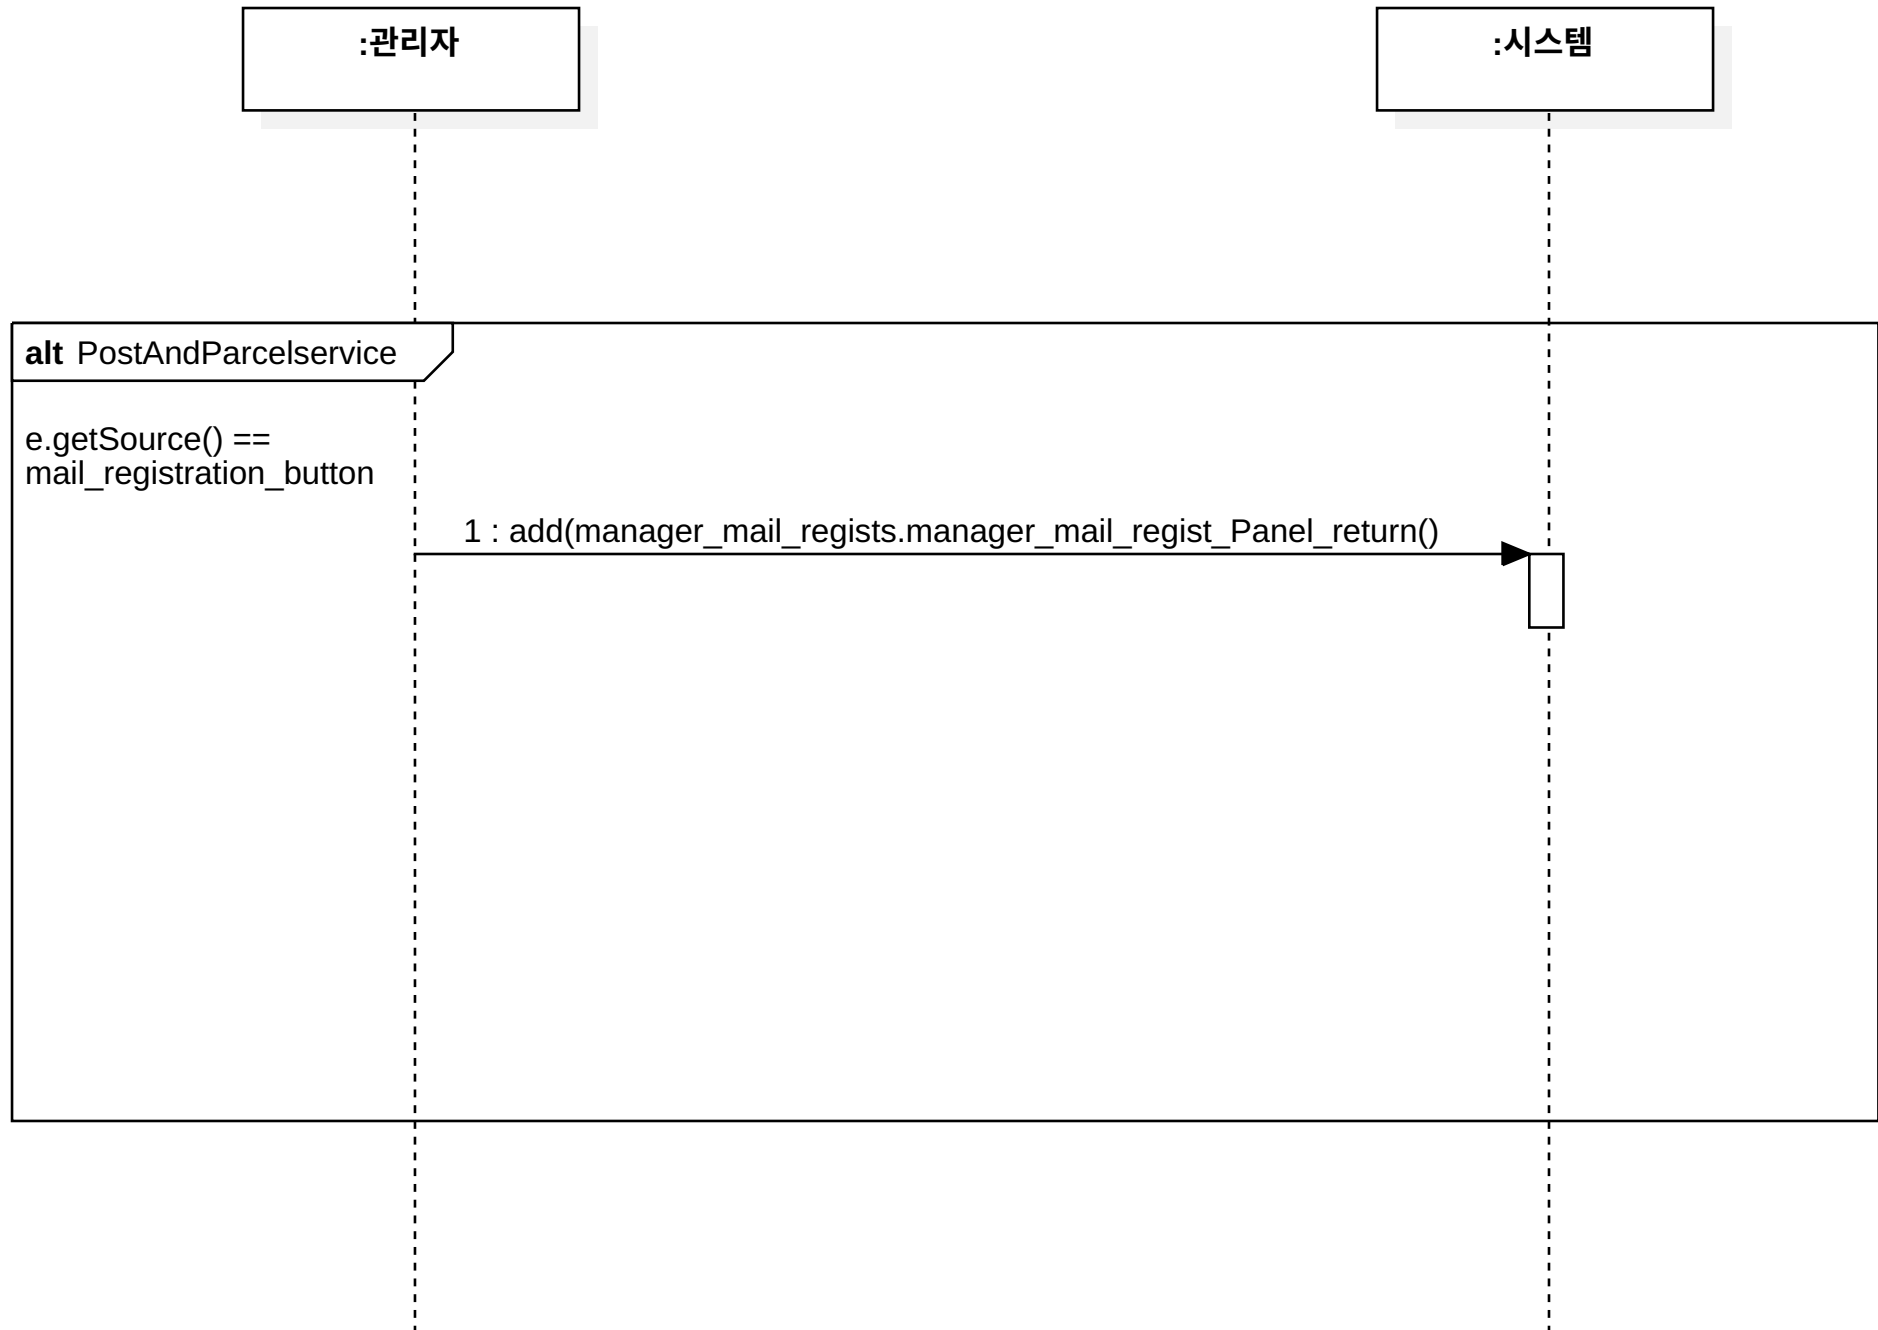 :관리자
:시스템
alt PostAndParcelservice
e.getSource() ==
mail_registration_button
1 : add(manager_mail_regists.manager_mail_regist_Panel_return()